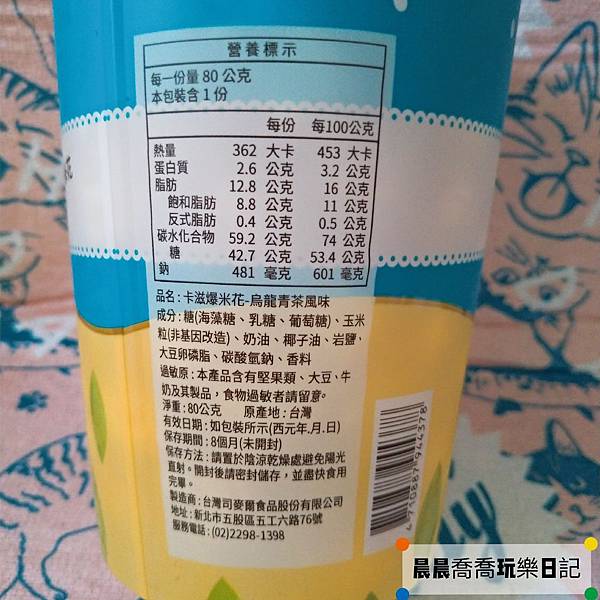 營養標示
每一份量 80 公克
本包裝含 1 份
每份 每100公克
熱量 362 大卡 453 大卡
蛋白質 2.6 公克 3.2 公克
脂肪 12.8 公克 16 公克
飽和脂肪 8.8 公克 11 公克
反式脂肪 0.4 公克 0.5 公克
碳水化合物 59.2 公克 74 公克
糖 42.7 公克 53.4 公克
鈉 481 毫克 601 毫克
品名 : 卡滋爆米花-烏龍青茶風味
成分 : 糖(海藻糖、乳糖、葡萄糖)、玉米
粒(非基因改造)、奶油、椰子油、岩鹽、
大豆卵磷脂、碳酸氫鈉、香料
過敏原 : 本產品含有堅果類、大豆、牛
奶及其製品，食物過敏者請留意。
淨重 : 80公克 原產地 : 台灣
有效日期 : 如包裝所示(西元年.月.日)
保存期間 : 8個月(未開封)
保存方法 : 請置於陰涼乾燥處避免陽光
直射。開封後請密封儲存，並盡快食用
完畢。
製造商 : 台灣司麥爾食品股份有限公司
地址 : 新北市五股區五工六路76號
服務電話 : (02)2298-1398
4 710887 944378
晨晨喬喬玩樂日記